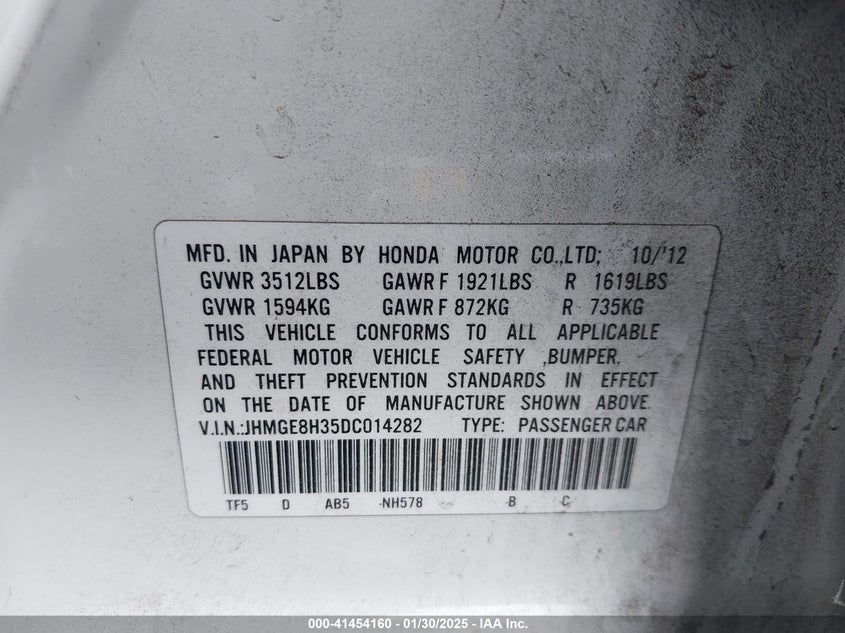 MFD. IN JAPAN BY HONDA MOTOR CO.,LTD; 10/'12
GVWR 3512LBS GAWR F 1921LBS R 1619LBS
GVWR 1594KG GAWR F 872KG R 735KG
THIS VEHICLE CONFORMS TO ALL APPLICABLE
FEDERAL MOTOR VEHICLE SAFETY ,BUMPER,
AND THEFT PREVENTION STANDARDS IN EFFECT
ON THE DATE OF MANUFACTURE SHOWN ABOVE.
V.I.N.:JHMGE8H35DC014282 TYPE: PASSENGER CAR
TF5 D AB5 -NH578 -B -C
000-41454160 - 01/30/2025 - IAA Inc.